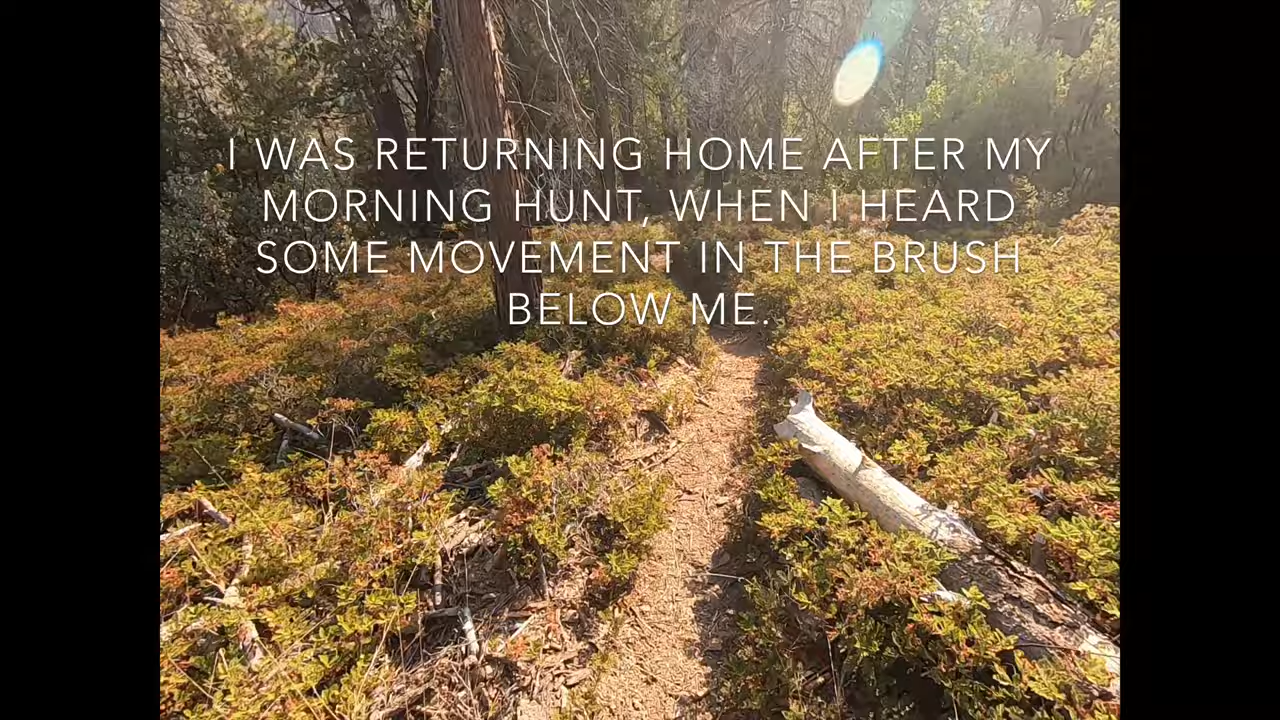 I WAS RETURNING HOME AFTER MY
MORNING HUNT, WHEN I HEARD
SOME MOVEMENT IN THE BRUSH
BELOW ME.